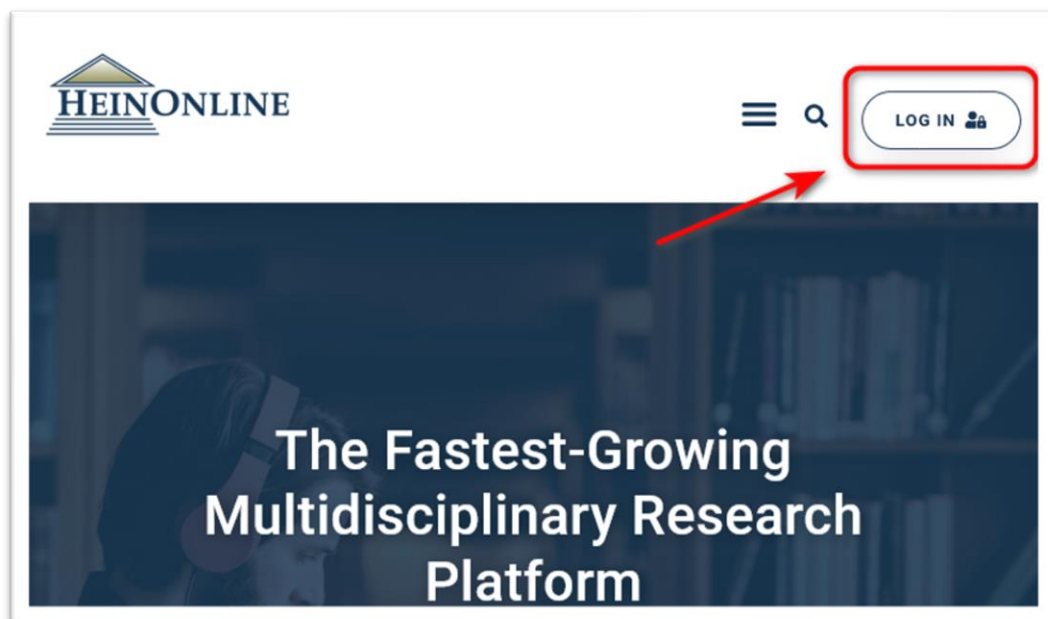 HEINONLINE
LOG IN
The Fastest-Growing
Multidisciplinary Research
Platform